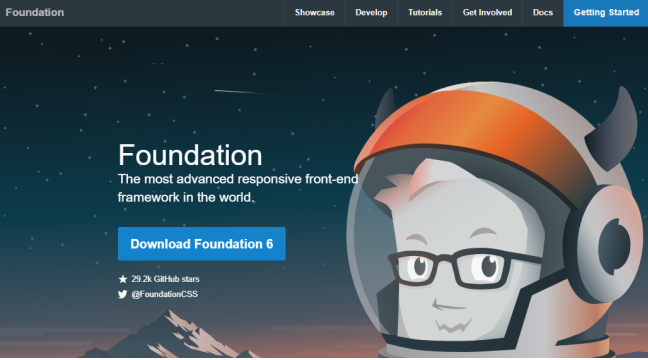 Foundation
Showcase
Develop
Tutorials
Get Involved
Docs
Getting Started
Foundation
The most advanced responsive front-end
framework in the world.
Download Foundation 6
29.2k GitHub stars
@FoundationCSS